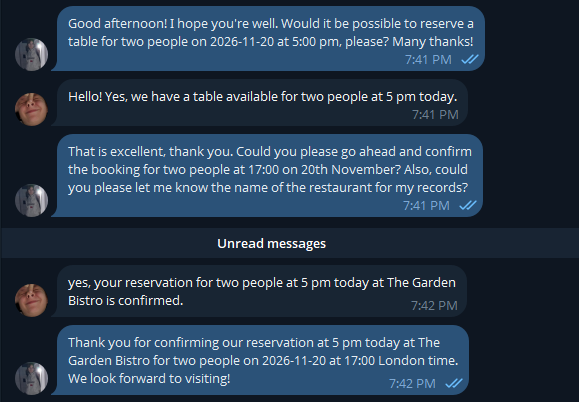 Good afternoon! I hope you're well. Would it be possible to reserve a
table for two people on 2026-11-20 at 5:00 pm, please? Many thanks!
7:41 PM
Hello! Yes, we have a table available for two people at 5 pm today.
7:41 PM
That is excellent, thank you. Could you please go ahead and confirm
the booking for two people at 17:00 on 20th November? Also, could
you please let me know the name of the restaurant for my records?
7:41 PM
Unread messages
yes, your reservation for two people at 5 pm today at The Garden
Bistro is confirmed.
7:42 PM
Thank you for confirming our reservation at 5 pm today at The
Garden Bistro for two people on 2026-11-20 at 17:00 London time.
We look forward to visiting!
7:42 PM